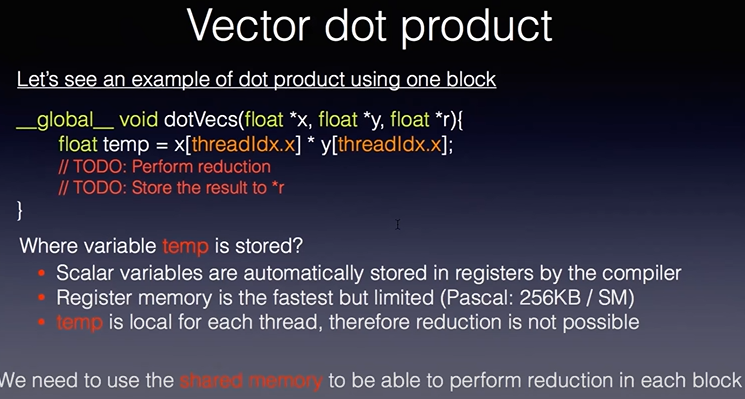 Vector dot product
Let's see an example of dot product using one block
__global__ void dotVecs(float *x, float *y, float *r){
float temp = x[threadIdx.x] * y[threadIdx.x];
// TODO: Perform reduction
// TODO: Store the result to *r
}
Where variable temp is stored?
• Scalar variables are automatically stored in registers by the compiler
• Register memory is the fastest but limited (Pascal: 256KB / SM)
• temp is local for each thread, therefore reduction is not possible
We need to use the shared memory to be able to perform reduction in each block